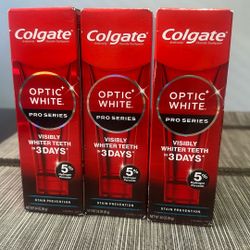 Colgate
OPTIC
WHITE
PRO SERIES
VISIBLY
WHITER TEETH
IN 3 DAYS*
5%
STAIN PREVENTION
Colgate
OPTIC
WHITE
PRO SERIES
VISIBLY
WHITER TEETH
IN 3 DAYS*
5%
STAIN PREVENTION
Colgate
OPTIC
WHITE
PRO SERIES
VISIBLY
WHITER TEETH
IN 3 DAYS*
5%
STAIN PREVENTION